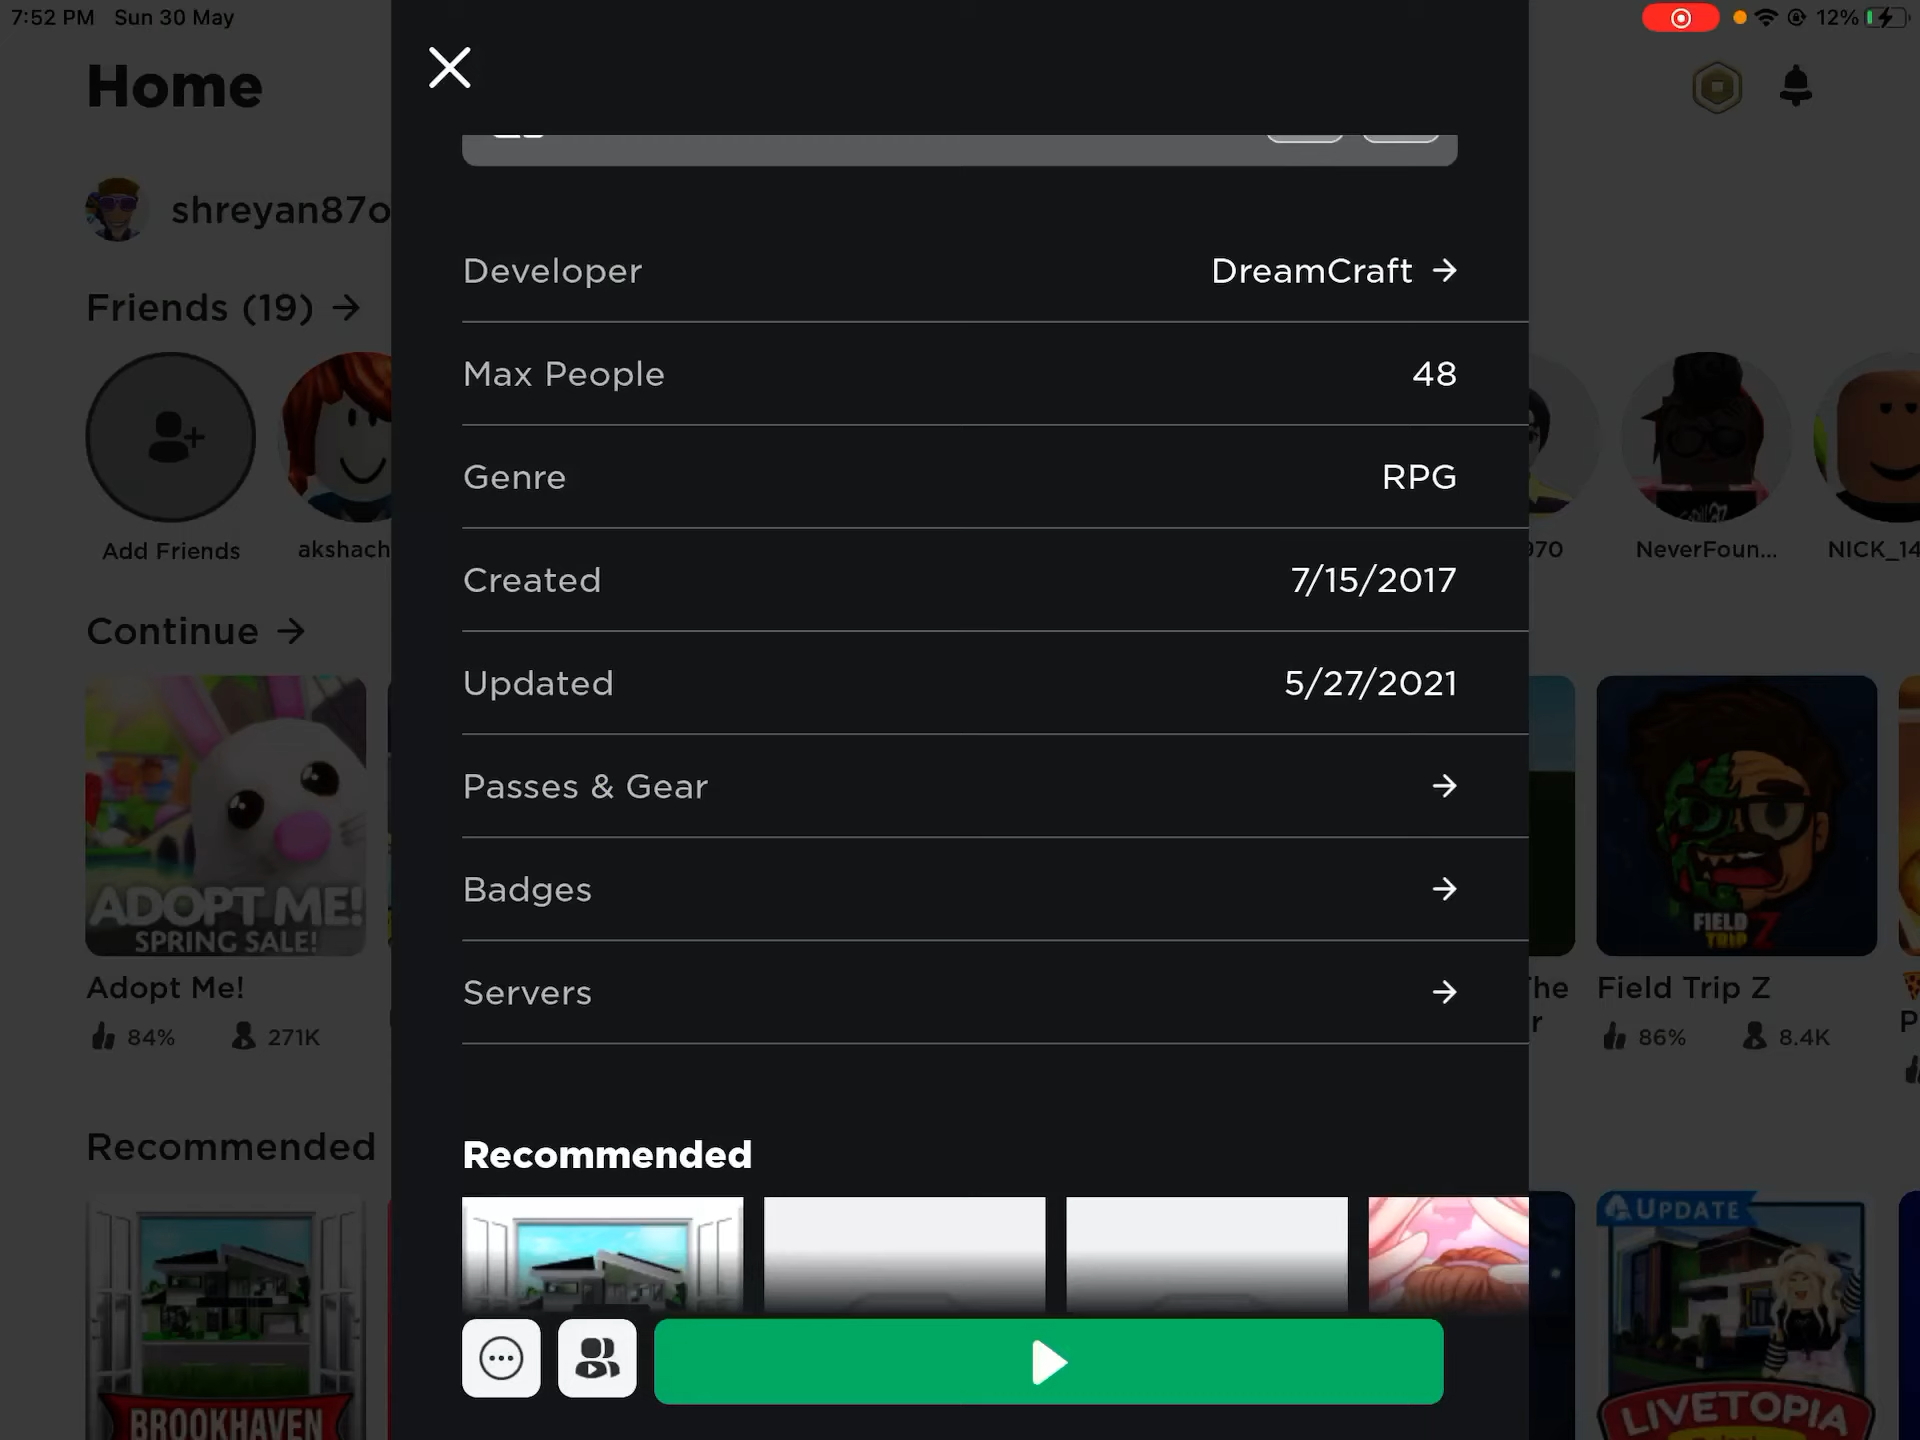 7:52 PM Sun 30 May
12%
Home
shreyan87o
Friends (19)
Add Friends
akshach
970
NeverFoun...
NICK_14
Continue
ADOPT ME!
SPRING SALE!
Adopt Me!
84% 271K
FIELD
TRIP Z
Field Trip Z
86% 8.4K
Recommended
BROOKHAVEN
UPDATE
LIVETOPIA
Developer DreamCraft
Max People 48
Genre RPG
Created 7/15/2017
Updated 5/27/2021
Passes & Gear
Badges
Servers
Recommended